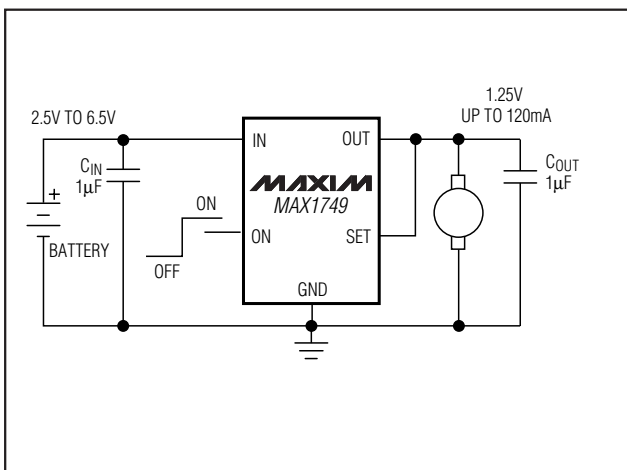 2.5V TO 6.5V
1.25V
UP TO 120mA
IN
OUT
CIN
1µF
COUT
1µF
MAXIM
MAX1749
+
ON
BATTERY
ON
SET
OFF
GND